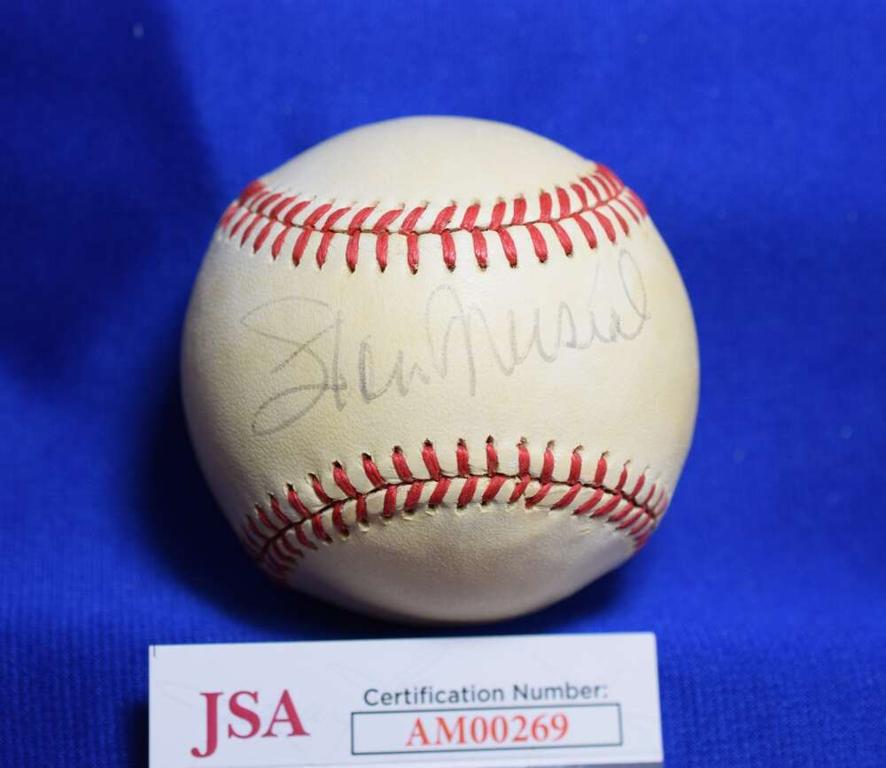 Stan Musial
JSA
Certification Number:
AM00269